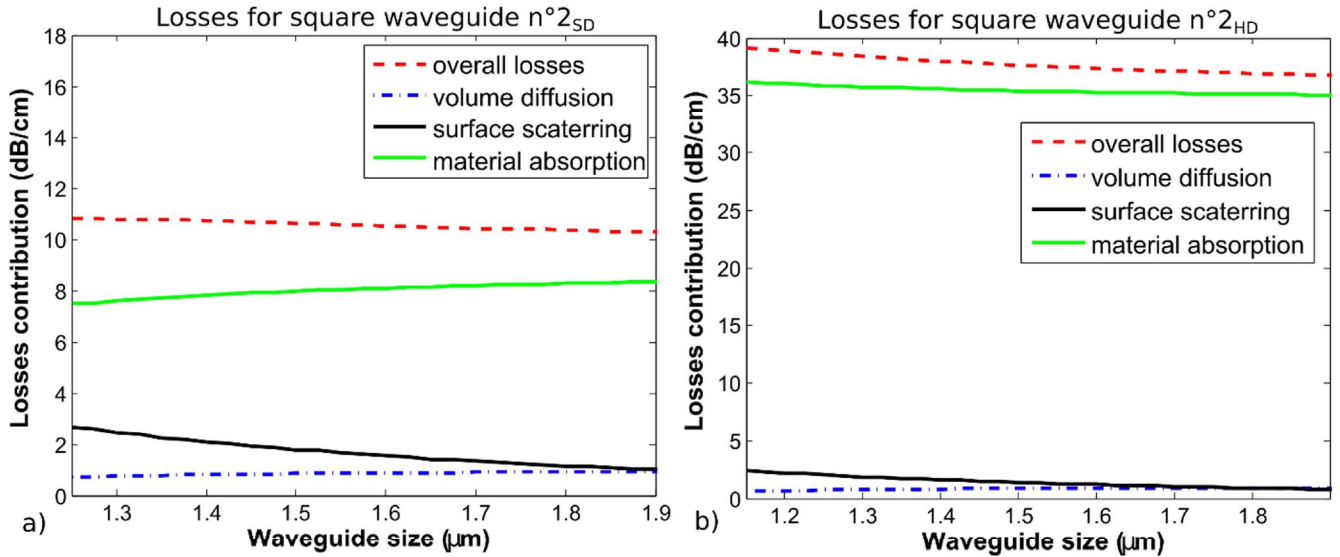 Losses for square waveguide n°2SD
18
16
14
12
10
8
6
4
2
0
Losses contribution (dB/cm)
overall losses
volume diffusion
surface scaterring
material absorption
1.3 1.4 1.5 1.6 1.7 1.8 1.9
Waveguide size (µm)
a)
Losses for square waveguide n°2HD
40
35
30
25
20
15
10
5
0
Losses contribution (dB/cm)
overall losses
volume diffusion
surface scaterring
material absorption
1.2 1.3 1.4 1.5 1.6 1.7 1.8
Waveguide size (µm)
b)